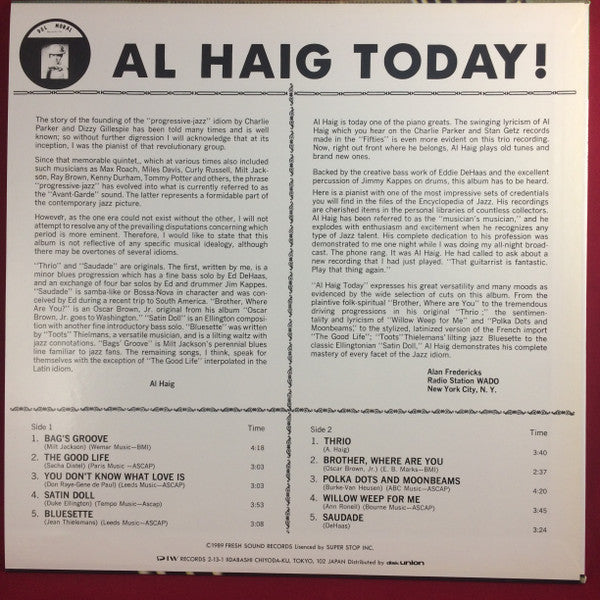 DEL MORAL
AL HAIG TODAY!
The story of the founding of the "progressive-jazz" idiom by Charlie
Parker and Dizzy Gillespie has been told many times and is well
known; so without further digression I will acknowledge that at its
inception, I was the pianist of that revolutionary group.
Since that memorable quintet,, which at various times also included
such musicians as Max Roach, Miles Davis, Curly Russell, Milt Jack-
son, Ray Brown, Kenny Durham, Tommy Potter and others, the phrase
"progressive-jazz" has evolved into what is currently referred to as
the "Avant-Garde" sound. The latter represents a formidable part of
the contemporary jazz picture.
However, as the one era could not exist without the other, I will not
attempt to resolve any of the prevailing disputations concerning which
period is more eminent. Therefore, I would like to state that this
album is not reflective of any specific musical idealogy, although
there may be overtones of several idioms.
"Thrio" and "Saudade" are originals. The first, written by me, is a
minor blues progression which has a fine bass solo by Ed DeHaas,
and an exchange of four bar solos by Ed and drummer Jim Kappes.
"Saudade" is samba-like or Bossa-Nova in character and was con-
ceived by Ed during a recent trip to South America. "Brother, Where
Are You?" is an Oscar Brown, Jr. original from his album "Oscar
Brown, Jr. goes to Washington." "Satin Doll" is an Ellington compo-
sition with another fine introductory bass solo. "Bluesette" was written
by "Toots" Thielmans, a versatile musician, and is a lilting waltz with
jazz connotations. "Bags' Groove" is Milt Jackson's perennial blues
line familiar to jazz fans. The remaining songs, I think, speak for
themselves with the exception of "The Good Life" interpolated in the
Latin idiom.
Al Haig
Al Haig is today one of the piano greats. The swinging lyricism of Al
Haig which you hear on the Charlie Parker and Stan Getz records
made in the "Fifties" is even more evident on this trio recording.
Now, right out front where he belongs, Al Haig plays old tunes and
brand new ones.
Backed by the creative bass work of Eddie DeHaas and the excellent
percussion of Jimmy Kappes on drums, this album has to be heard.
Here is a pianist with one of the most impressive sets of credentials
you will find in the files of the Encyclopedia of Jazz. His recordings
are cherished items in the personal libraries of countless collectors.
Al Haig has been referred to as the "musician's musician," and he
explodes with enthusiasm and excitement when he recognizes any
type of Jazz talent. His complete dedication to his profession was
demonstrated to me one night while I was doing my all-night broad-
cast. The phone rang. It was Al Haig. He had called to ask about a
new recording that I had just played. "That guitarrist is fantastic.
Play that thing again."
"Al Haig Today" expresses his great versatility and many moods as
evidenced by the wide selection of cuts on this album. From the
plaintive folk-spiritual "Brother, Where are You" to the tremendous
driving progressions in his original "Thrio ;" the sentimen-
tality and lyricism of "Willow Weep for Me" and "Polka Dots and
Moonbeams," to the stylized, latinized version of the French import
"The Good Life"; "Toots"Thielemans' lilting jazz Bluesette to the
classic Ellingtonian "Satin Doll," Al Haig demonstrates his complete
mastery of every facet of the Jazz idiom.
Alan Fredericks
Radio Station WADO
New York City, N. Y.
Side 1 Time
1. BAG'S GROOVE
(Milt Jackson) (Wemar Music—BMI) 4:18
2. THE GOOD LIFE
(Sacha Distel) (Paris Music —ASCAP) 3:03
3. YOU DON'T KNOW WHAT LOVE IS
(Don Raye-Gene de Paul) (Leeds Music—ASCAP) 3:03
4. SATIN DOLL
(Duke Ellington) (Tempo Music—Ascap) 3:53
5. BLUESETTE
(Jean Thielemans) (Leeds Music—ASCAP) 3:08
Side 2 Time
1. THRIO
(A. Haig) 3:40
2. BROTHER, WHERE ARE YOU
(Oscar Brown, Jr.) (E. B. Marks—BMI) 2:37
3. POLKA DOTS AND MOONBEAMS
(Burke-Van Heusen) (ABC Music—ASCAP) 4:20
4. WILLOW WEEP FOR ME
(Ann Ronell) (Bourne Music—ASCAP) 3:45
5. SAUDADE
(DeHaas) 3:24
©1989 FRESH SOUND RECORDS Lisenced by SUPER STOP INC.
DIW RECORDS 2-13-1 IIDABASHI CHIYODA-KU, TOKYO, 102 JAPAN Distributed by disk union